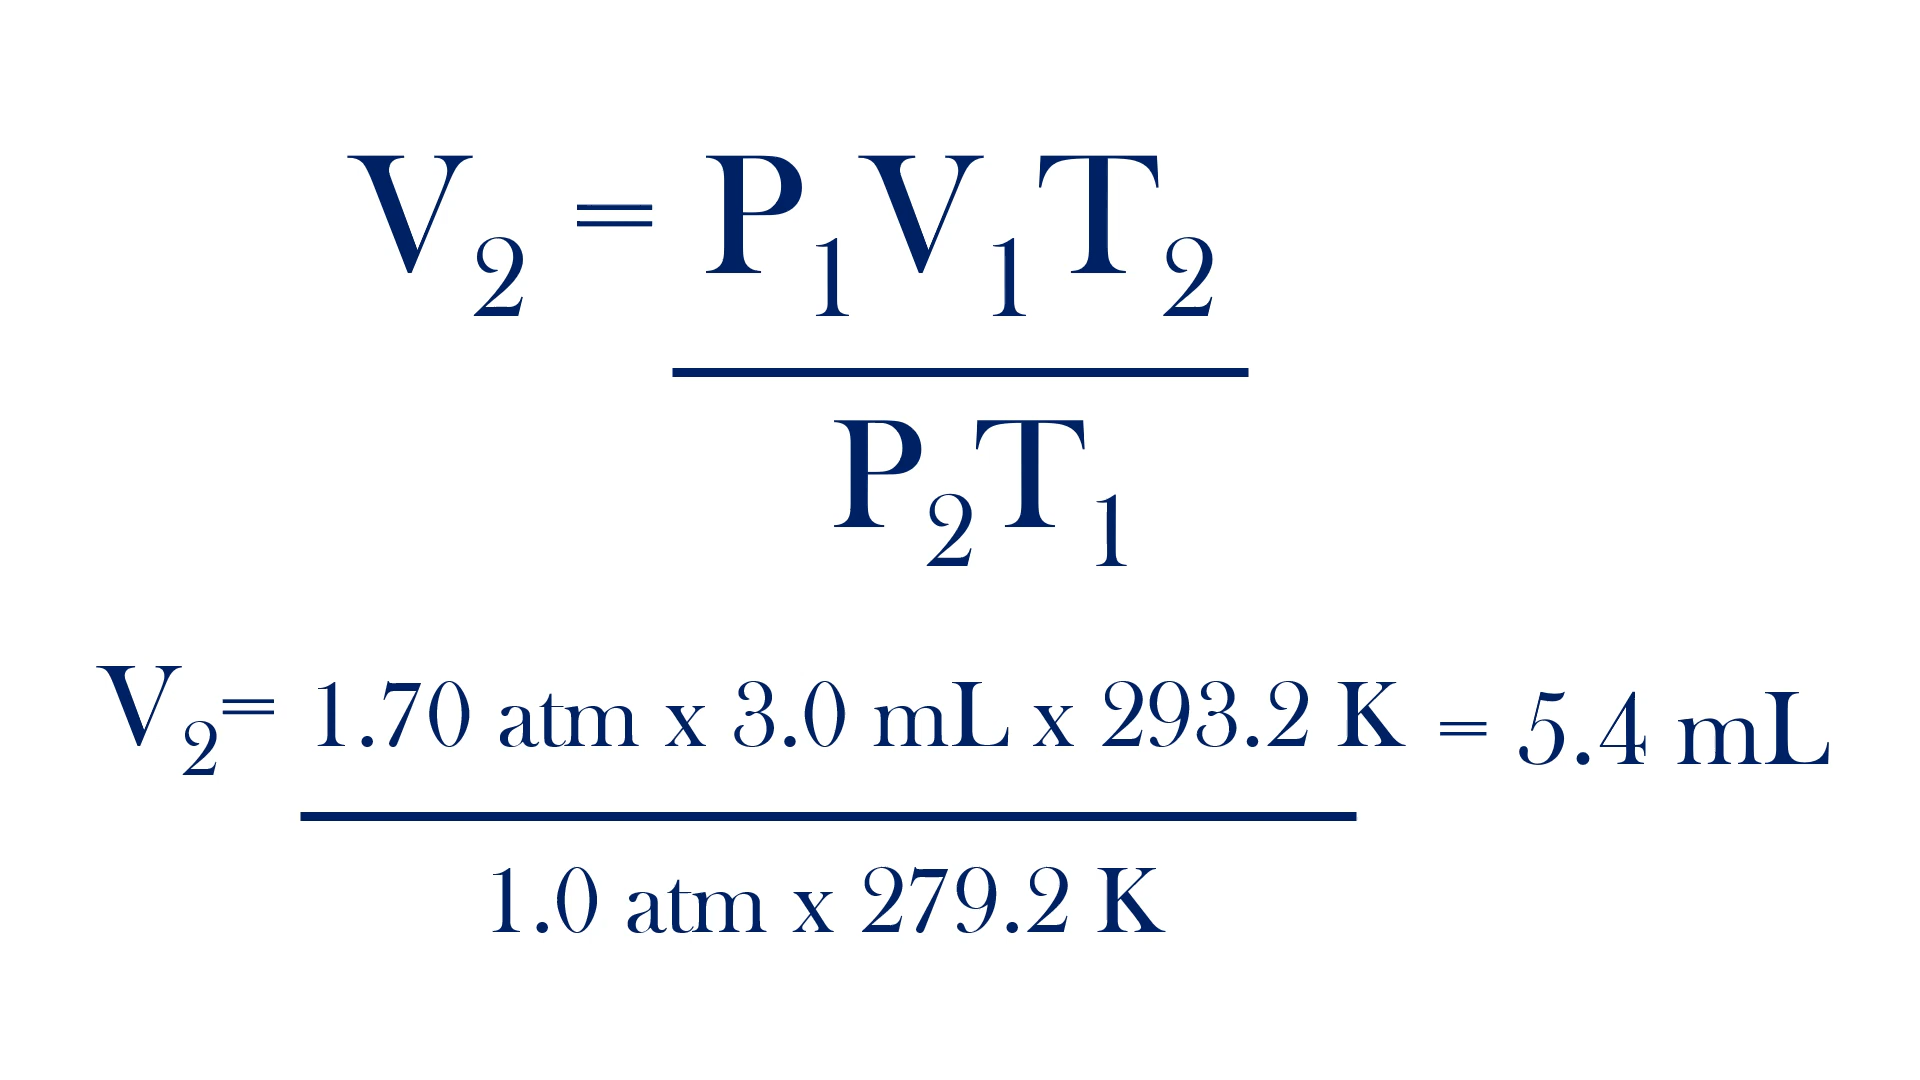 V₂ = P₁V₁T₂
P₂T₁
V₂= 1.70 atm x 3.0 mL x 293.2 K = 5.4 mL
1.0 atm x 279.2 K